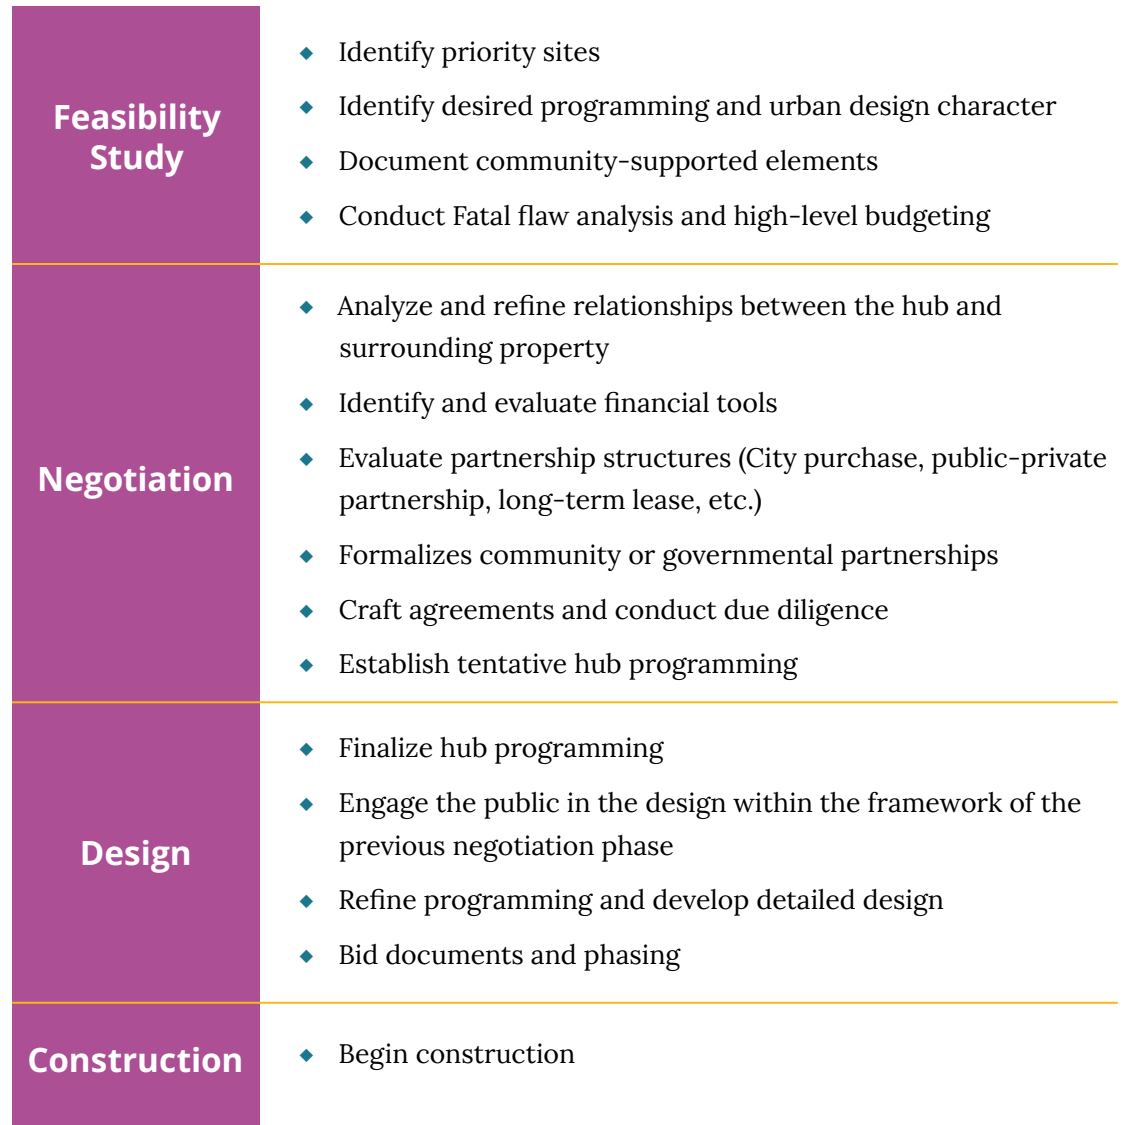 Feasibility
Study
◆ Identify priority sites
◆ Identify desired programming and urban design character
◆ Document community-supported elements
◆ Conduct Fatal flaw analysis and high-level budgeting
Negotiation
◆ Analyze and refine relationships between the hub and
surrounding property
◆ Identify and evaluate financial tools
◆ Evaluate partnership structures (City purchase, public-private
partnership, long-term lease, etc.)
◆ Formalizes community or governmental partnerships
◆ Craft agreements and conduct due diligence
◆ Establish tentative hub programming
Design
◆ Finalize hub programming
◆ Engage the public in the design within the framework of the
previous negotiation phase
◆ Refine programming and develop detailed design
◆ Bid documents and phasing
Construction
◆ Begin construction